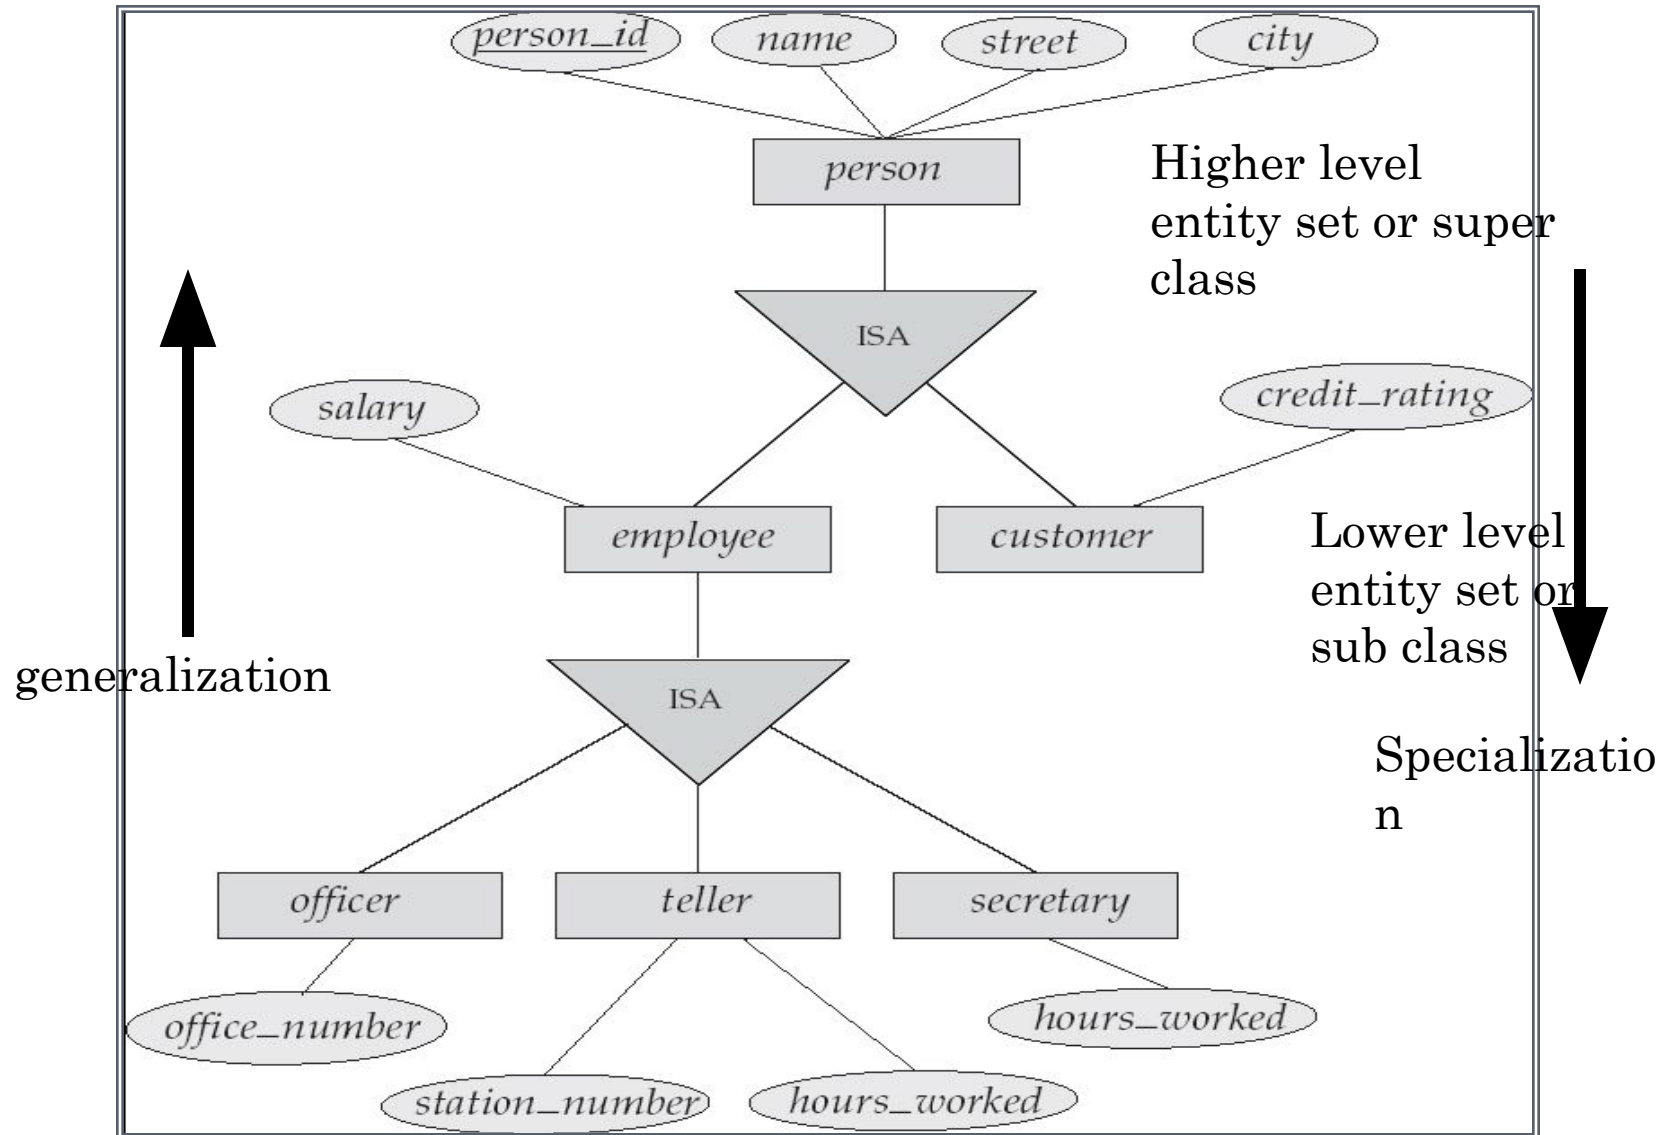 person_id name street city
person
Higher level
entity set or super
class
ISA
salary
credit_rating
employee
customer
Lower level
entity set or
sub class
generalization
ISA
Specializatio
n
officer
teller
secretary
office_number
hours_worked
station_number
hours_worked